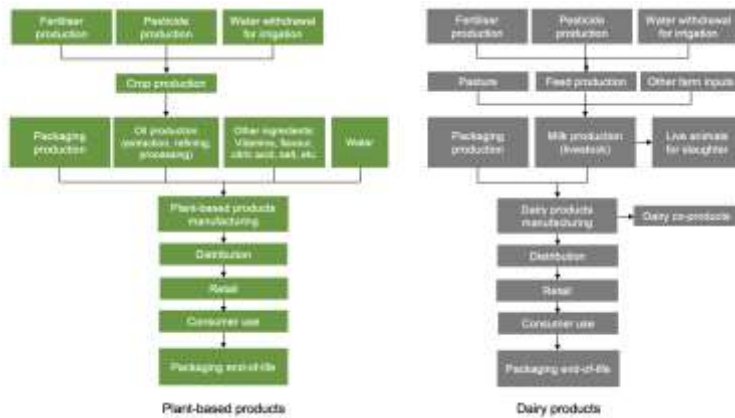 Fertiliser
production
Pesticide
production
Water withdrawal
for irrigation
Crop production
Packaging
production
Oil production
(extraction, refining,
processing)
Other ingredients:
Vitamins, flavour,
citric acid, salt, etc.
Water
Plant-based products
manufacturing
Distribution
Retail
Consumer use
Packaging end-of-life
Plant-based products
Fertiliser
production
Pesticide
production
Water withdrawal
for irrigation
Pasture
Feed production
Other farm inputs
Packaging
production
Milk production
(livestock)
Live animals
for slaughter
Dairy products
manufacturing
Dairy co-products
Distribution
Retail
Consumer use
Packaging end-of-life
Dairy products